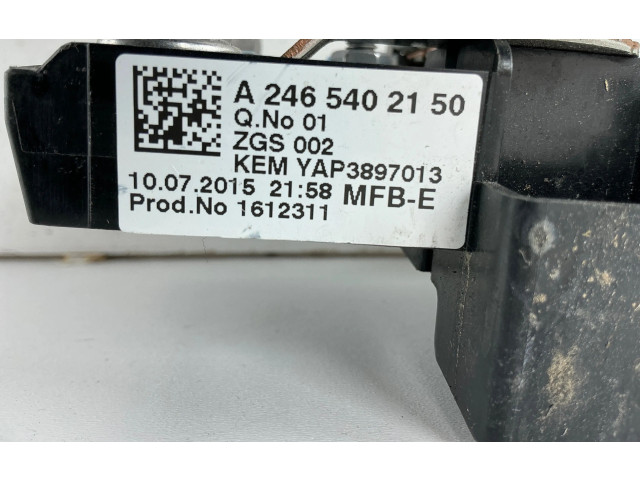 A 246 540 21 50
Q.No 01
ZGS 002
KEM YAP3897013
10.07.2015 21:58 MFB-E
Prod.No 1612311